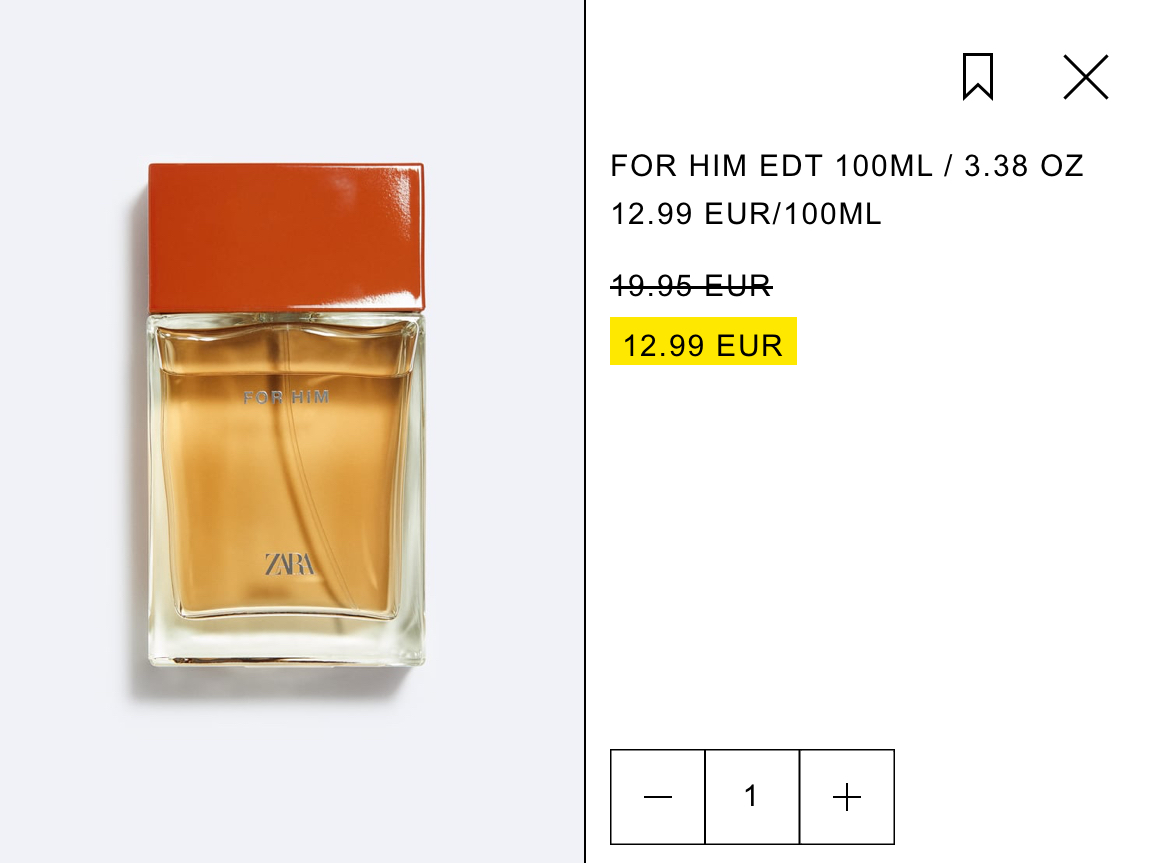 FOR HIM
ZARA
FOR HIM EDT 100ML / 3.38 OZ
12.99 EUR/100ML
19.95 EUR
12.99 EUR
1